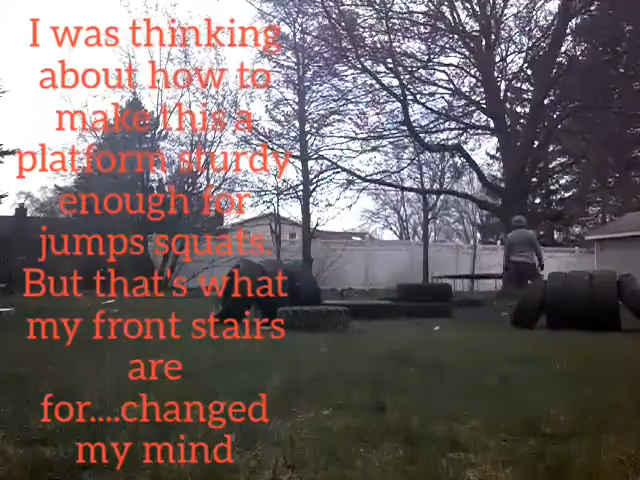 I was thinking
about how to
make this a
platform sturdy
enough for
jumps squats.
But that's what
my front stairs
are
for....changed
my mind